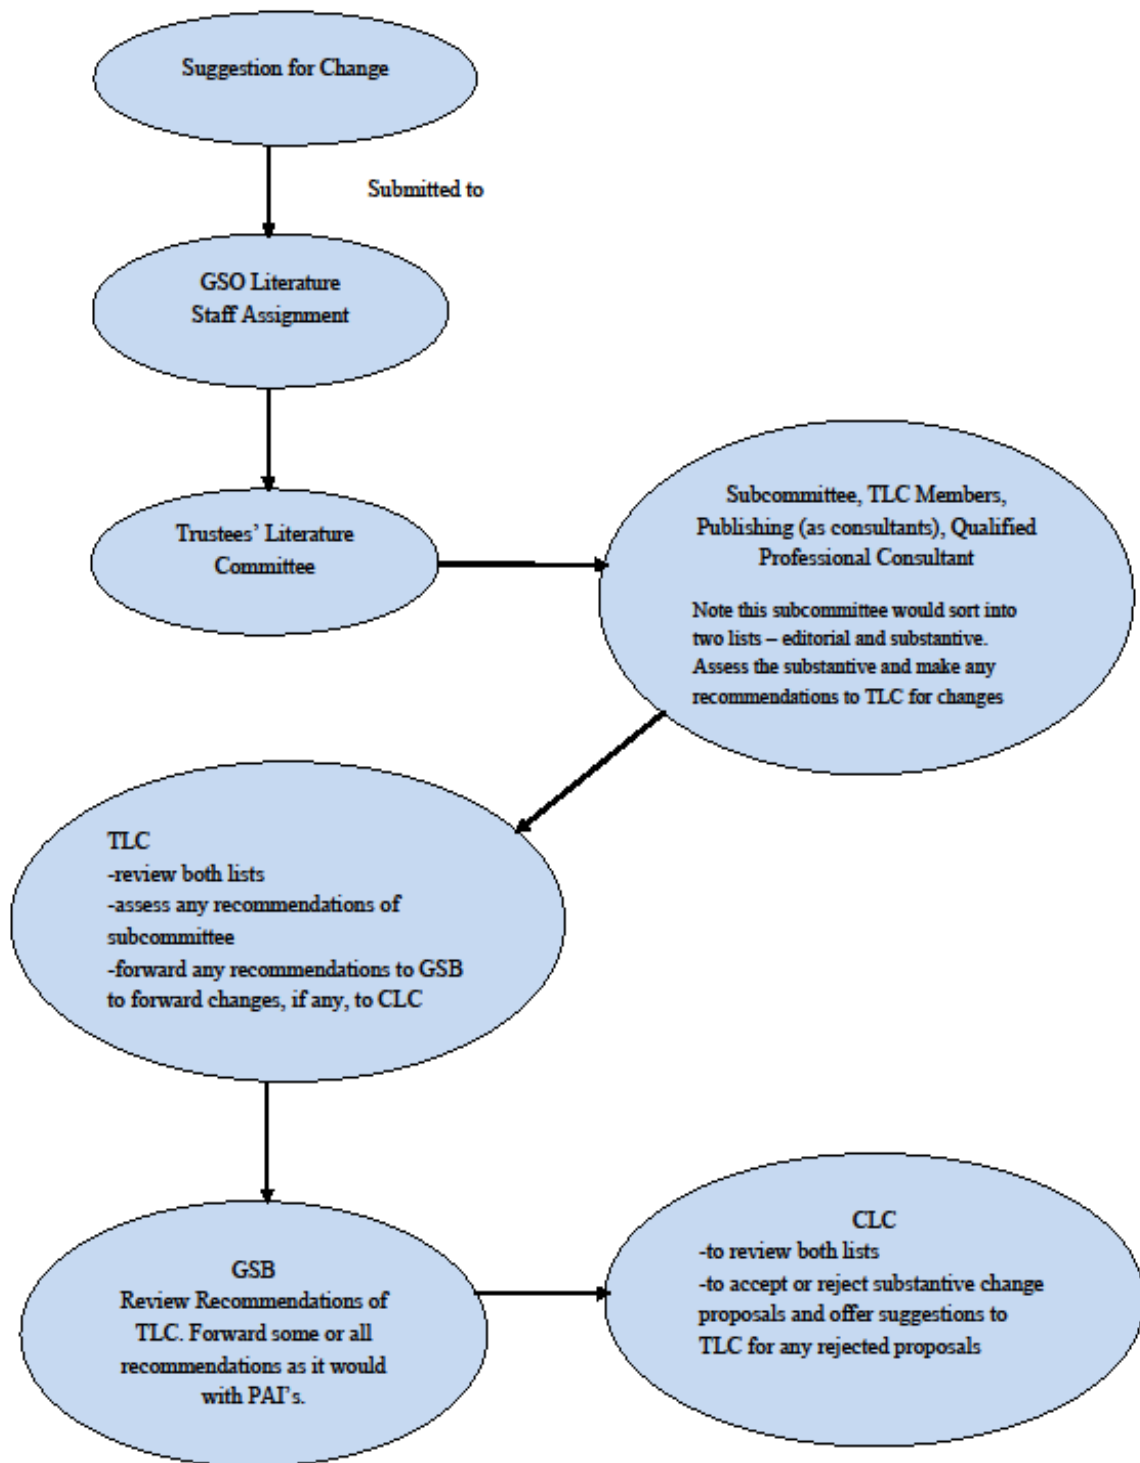 Suggestion for Change
Submitted to
GSO Literature
Staff Assignment
Trustees' Literature
Committee
Subcommittee, TLC Members,
Publishing (as consultants), Qualified
Professional Consultant
Note this subcommittee would sort into
two lists – editorial and substantive.
Assess the substantive and make any
recommendations to TLC for changes
TLC
-review both lists
-assess any recommendations of
subcommittee
-forward any recommendations to GSB
to forward changes, if any, to CLC
GSB
Review Recommendations of
TLC. Forward some or all
recommendations as it would
with PAI's.
CLC
-to review both lists
-to accept or reject substantive change
proposals and offer suggestions to
TLC for any rejected proposals